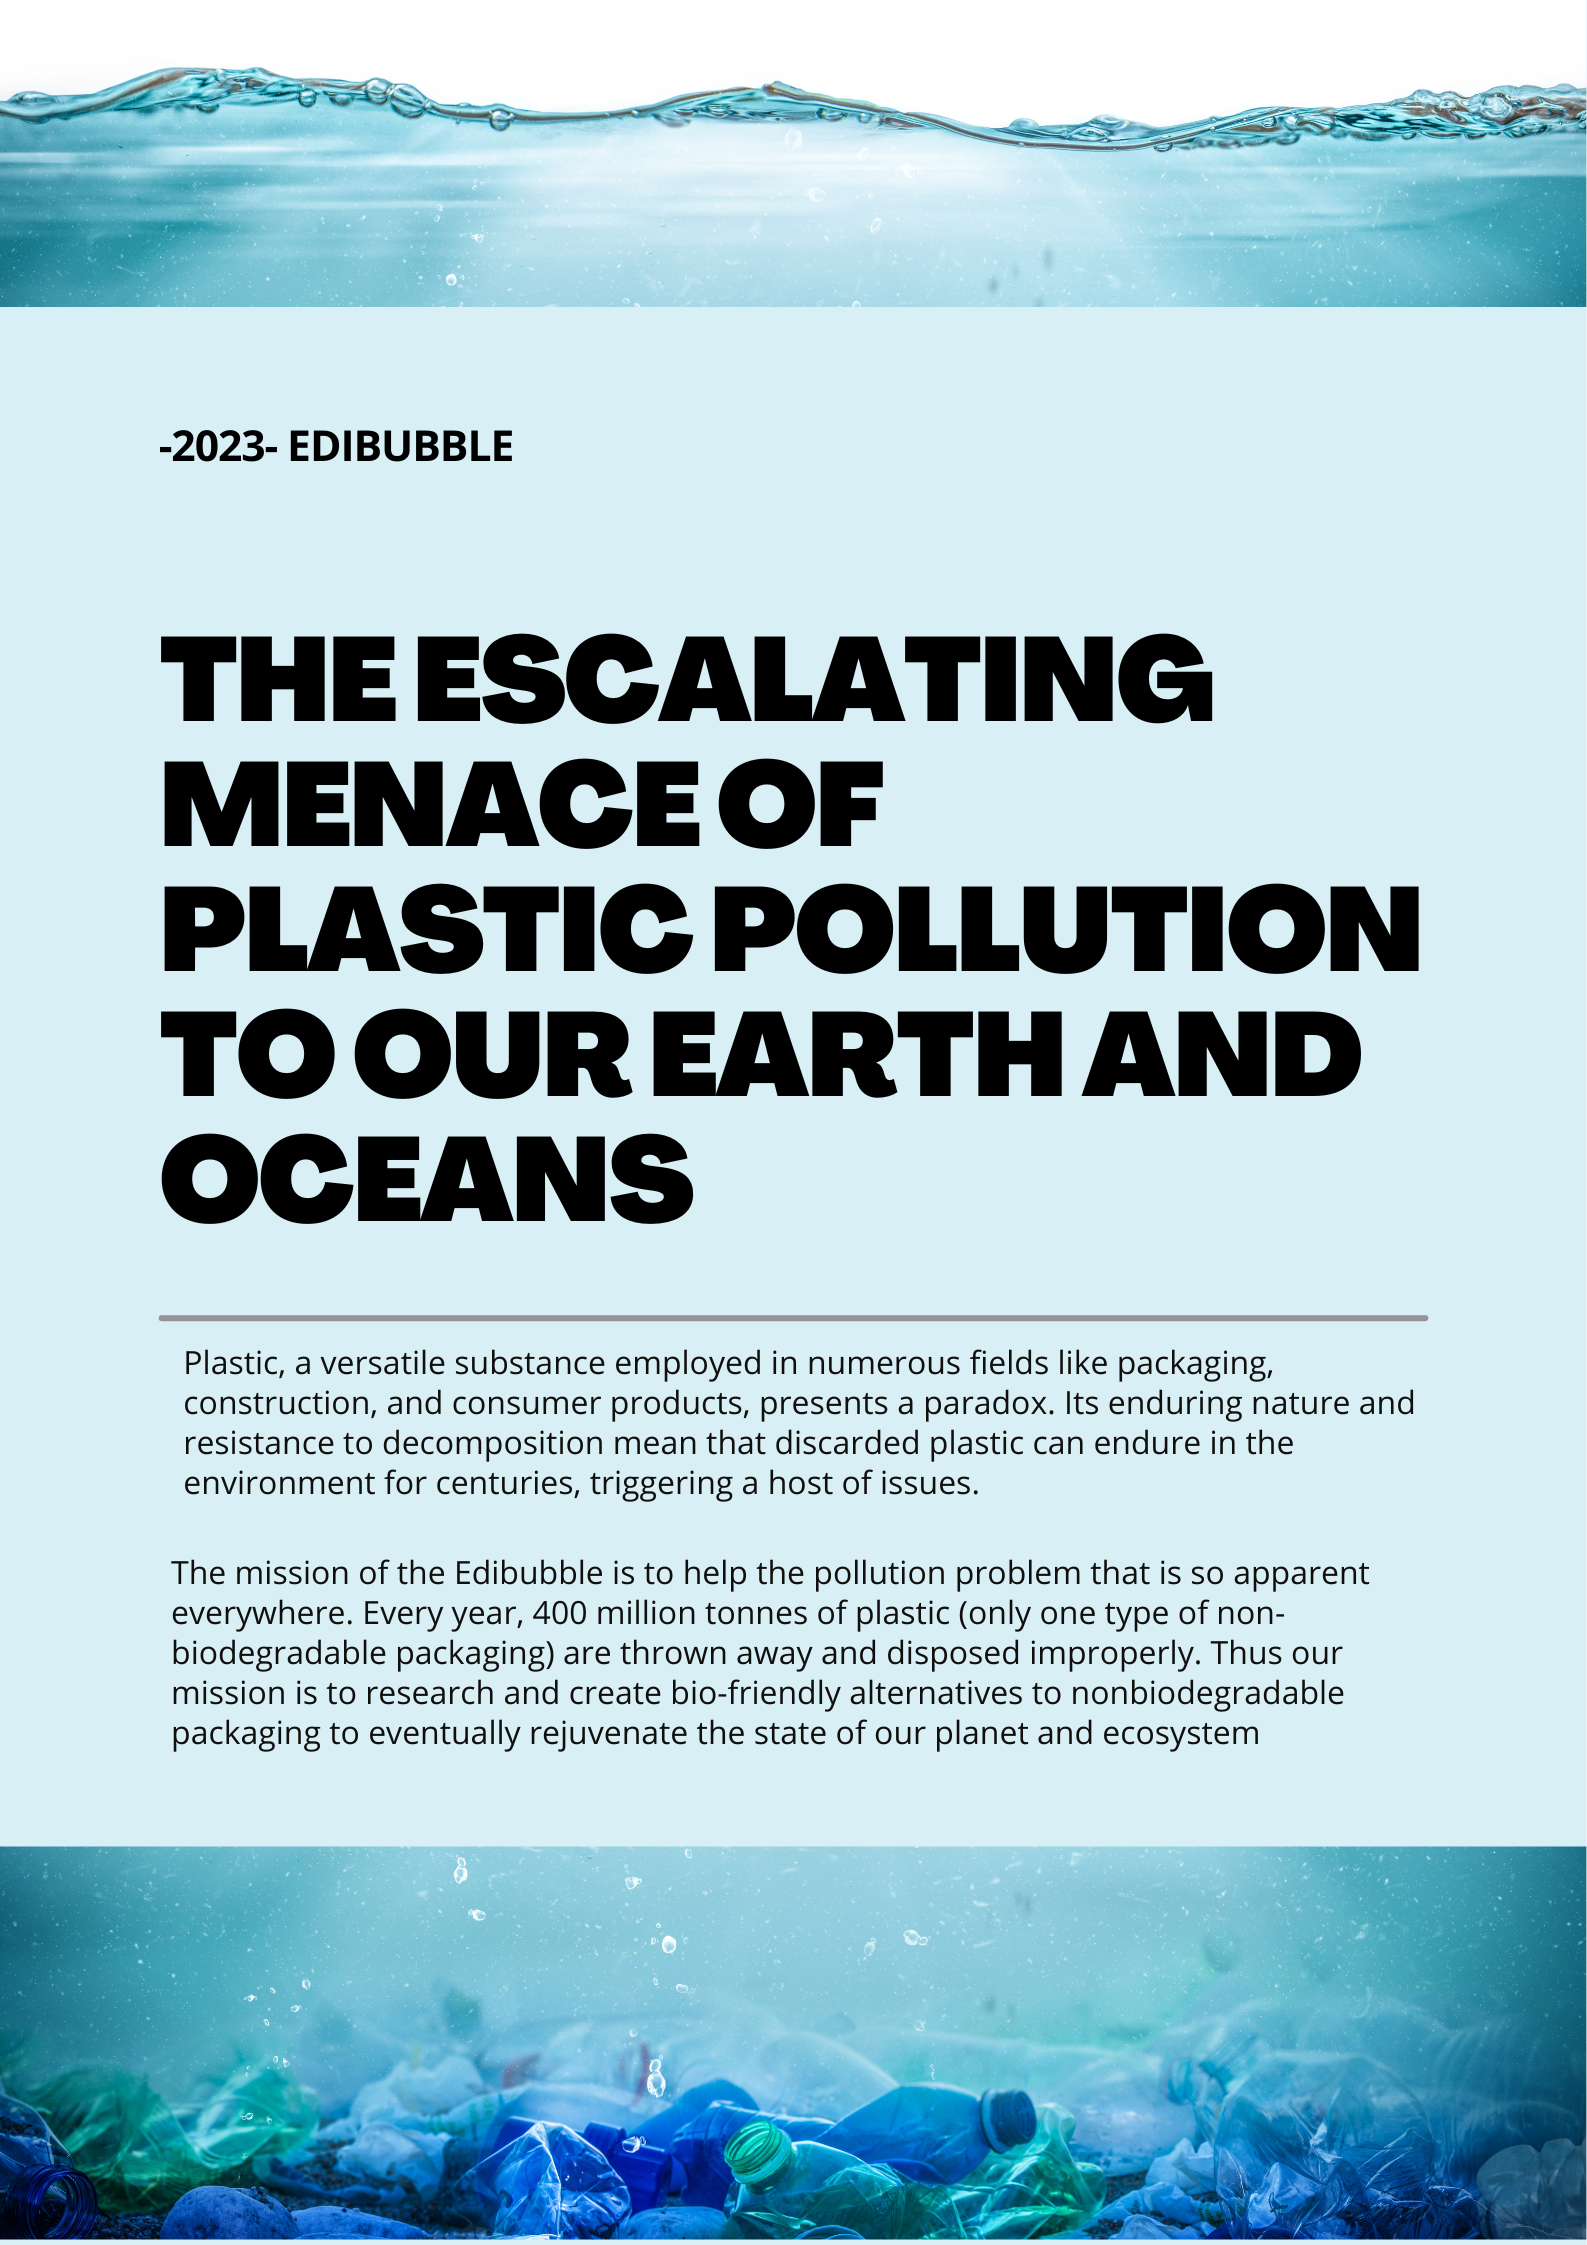 -2023- EDIBUBBLE
THE ESCALATING
MENACE OF
PLASTIC POLLUTION
TO OUR EARTH AND
OCEANS
Plastic, a versatile substance employed in numerous fields like packaging,
construction, and consumer products, presents a paradox. Its enduring nature and
resistance to decomposition mean that discarded plastic can endure in the
environment for centuries, triggering a host of issues.
The mission of the Edibubble is to help the pollution problem that is so apparent
everywhere. Every year, 400 million tonnes of plastic (only one type of non-
biodegradable packaging) are thrown away and disposed improperly. Thus our
mission is to research and create bio-friendly alternatives to nonbiodegradable
packaging to eventually rejuvenate the state of our planet and ecosystem